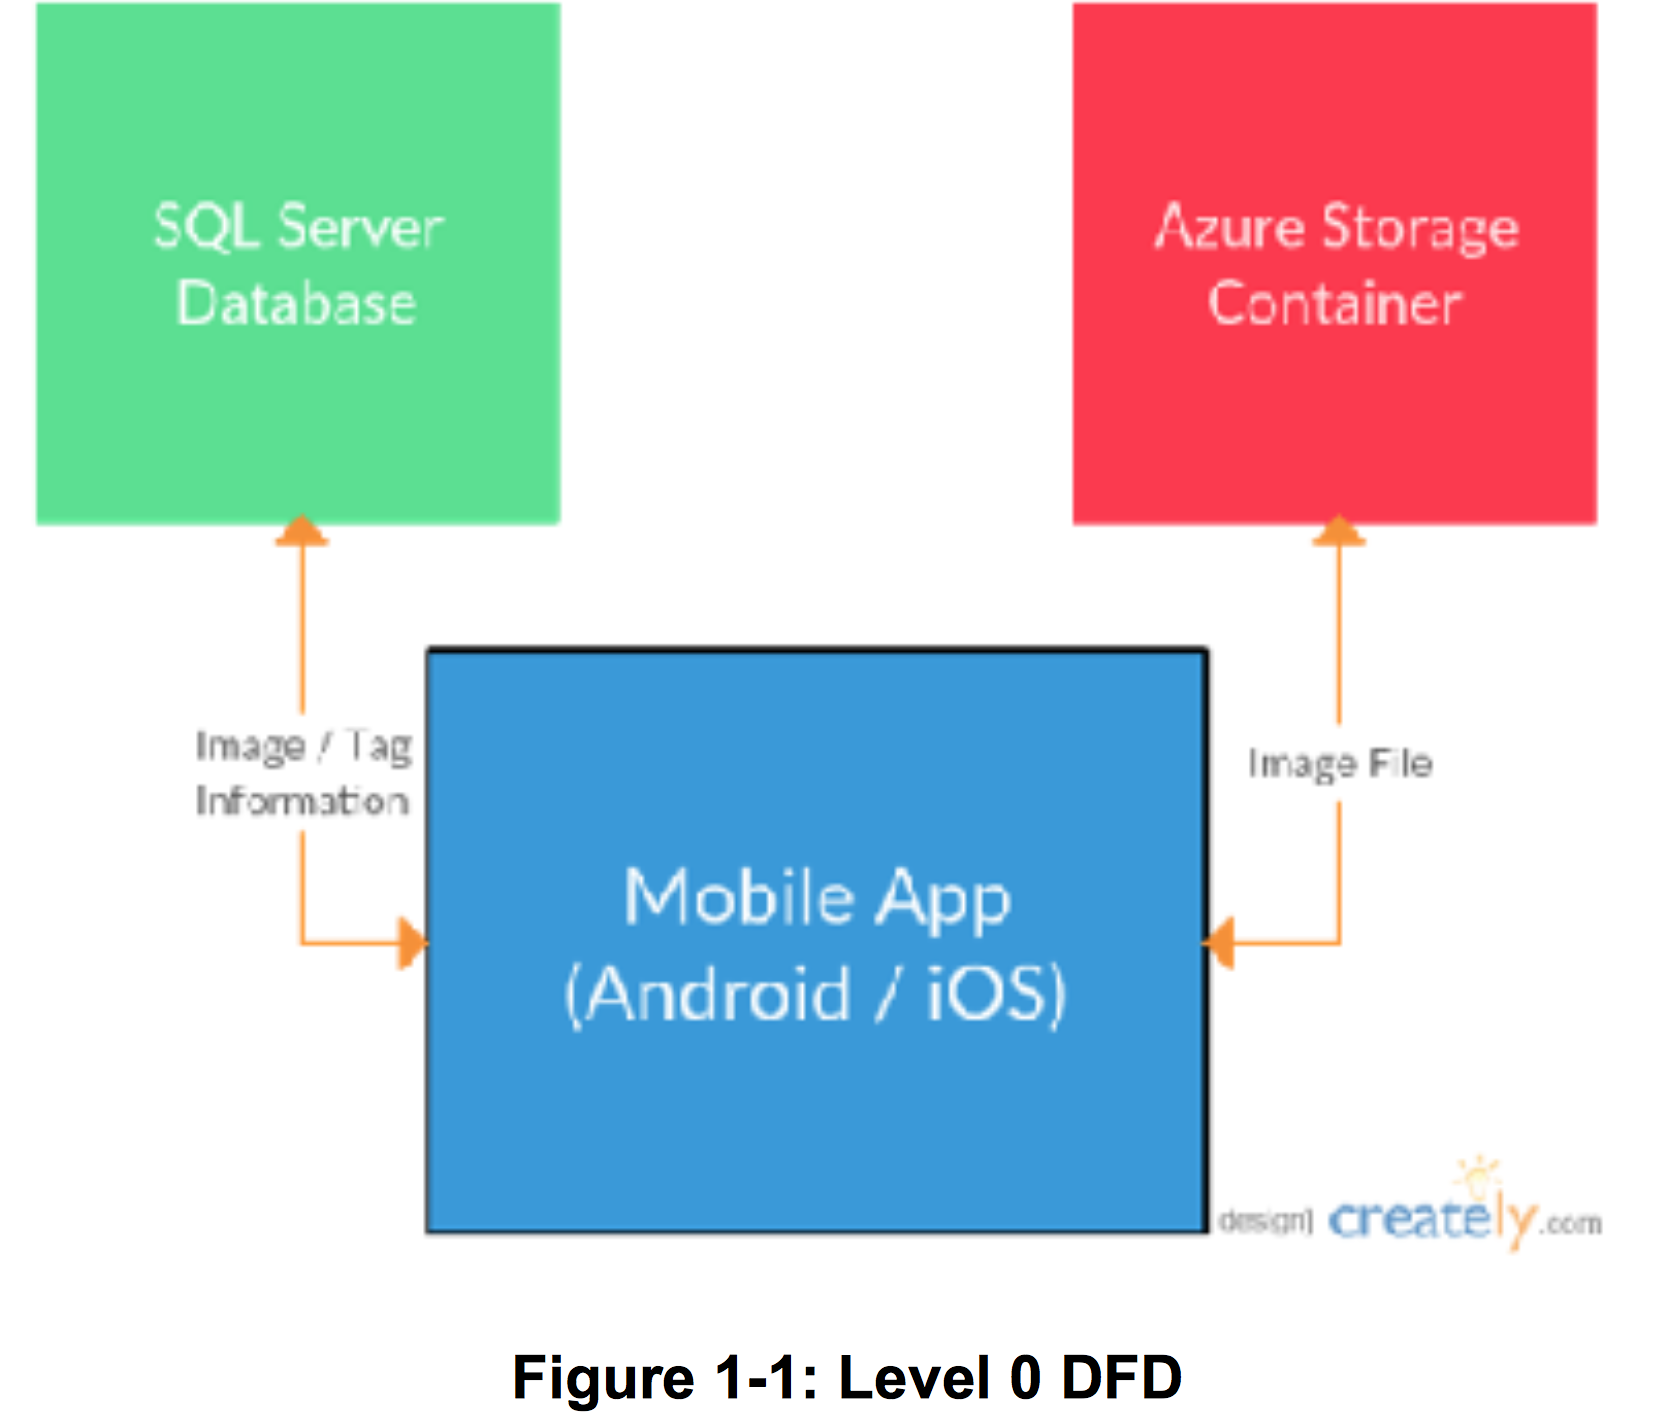 SQL Server
Database
Azure Storage
Container
Image / Tag
Information
Image File
Mobile App
(Android / iOS)
creately.com
Figure 1-1: Level 0 DFD